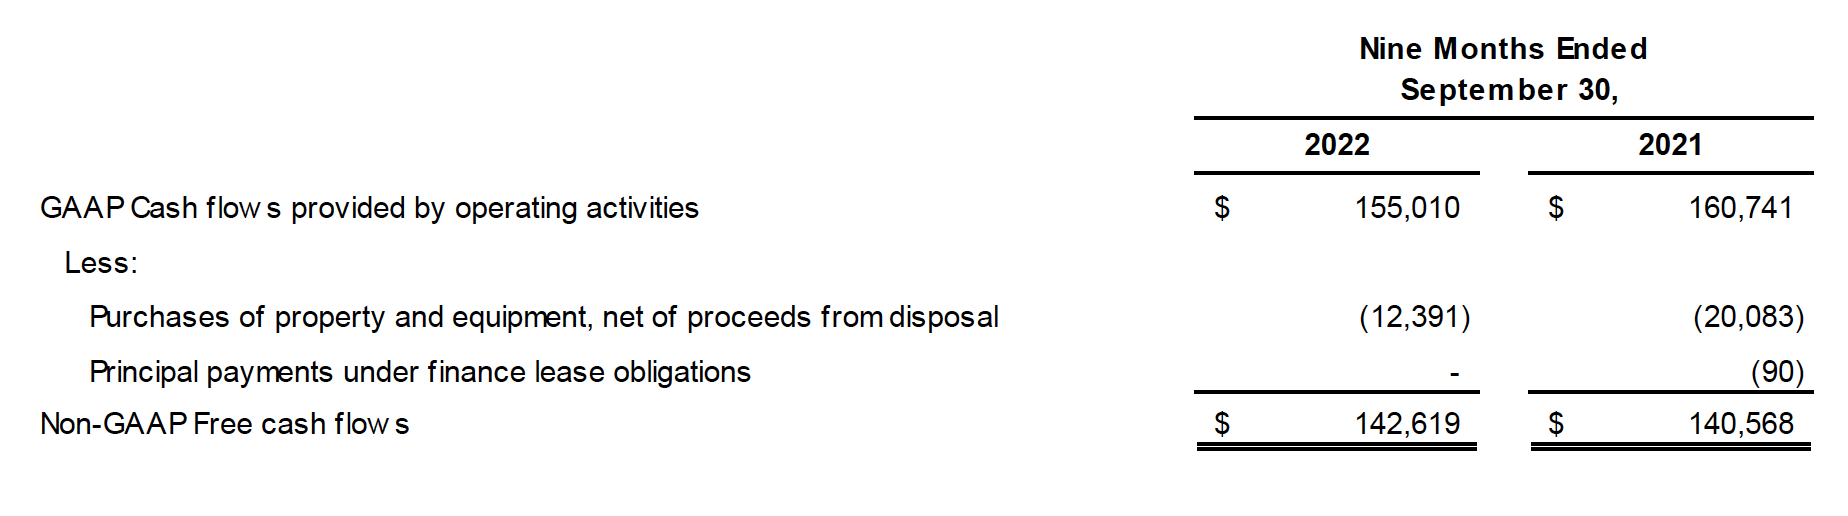 Nine Months Ended
September 30,
2022 2021
GAAP Cash flows provided by operating activities $ 155,010 $ 160,741
Less:
Purchases of property and equipment, net of proceeds from disposal (12,391) (20,083)
Principal payments under finance lease obligations - (90)
Non-GAAP Free cash flows $ 142,619 $ 140,568